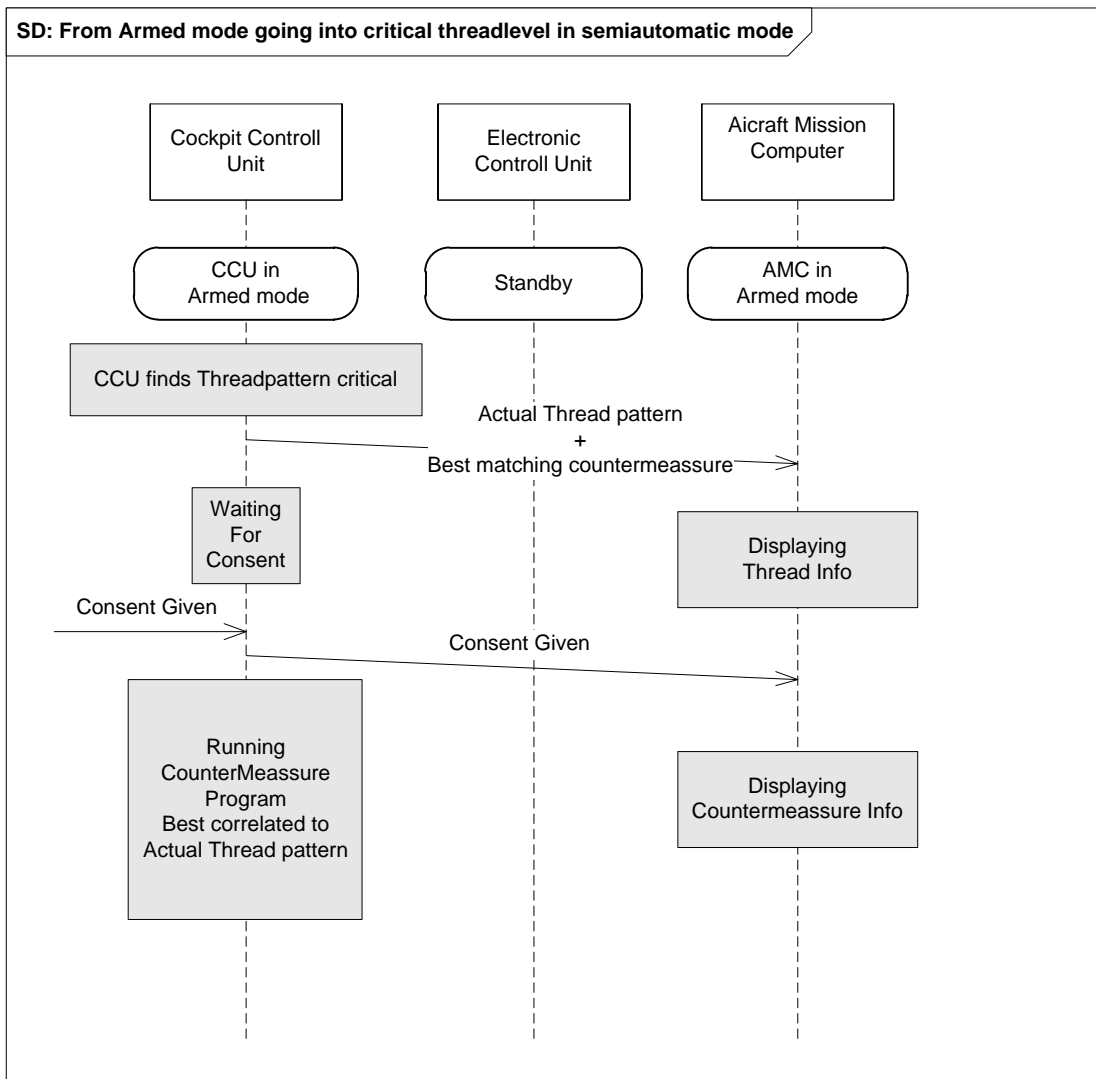 SD: From Armed mode going into critical threadlevel in semiautomatic mode
Cockpit Controll
Unit
Electronic
Controll Unit
Aicraft Mission
Computer
CCU in
Armed mode
Standby
AMC in
Armed mode
CCU finds Threadpattern critical
Actual Thread pattern
+
Best matching countermeassure
Waiting
For
Consent
Displaying
Thread Info
Consent Given
Consent Given
Running
CounterMeassure
Program
Best correlated to
Actual Thread pattern
Displaying
Countermeassure Info